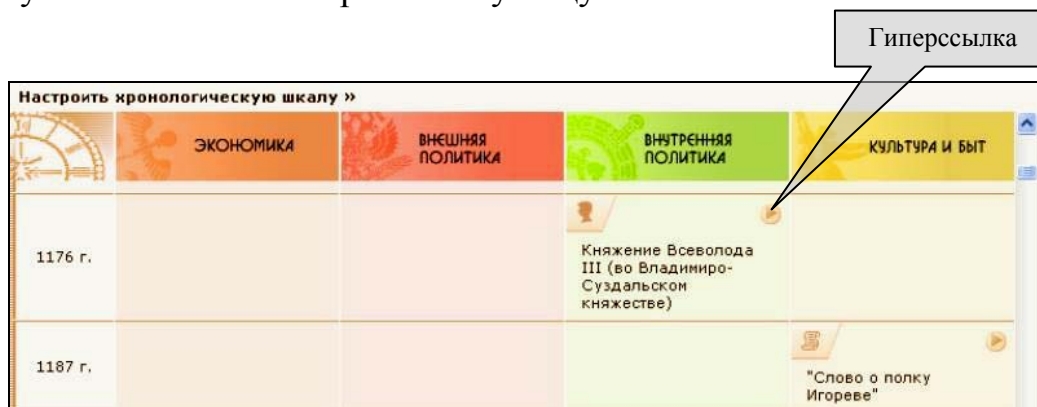 Гиперссылка
Настроить хронологическую шкалу »
ЭКОНОМИКА
ВНЕШНЯЯ
ПОЛИТИКА
ВНУТРЕННЯЯ
ПОЛИТИКА
КУЛЬТУРА И БЫТ
1176 г.
Княжение Всеволода
III (во Владимиро-
Суздальском
княжестве)
1187 г.
"Слово о полку
Игореве"